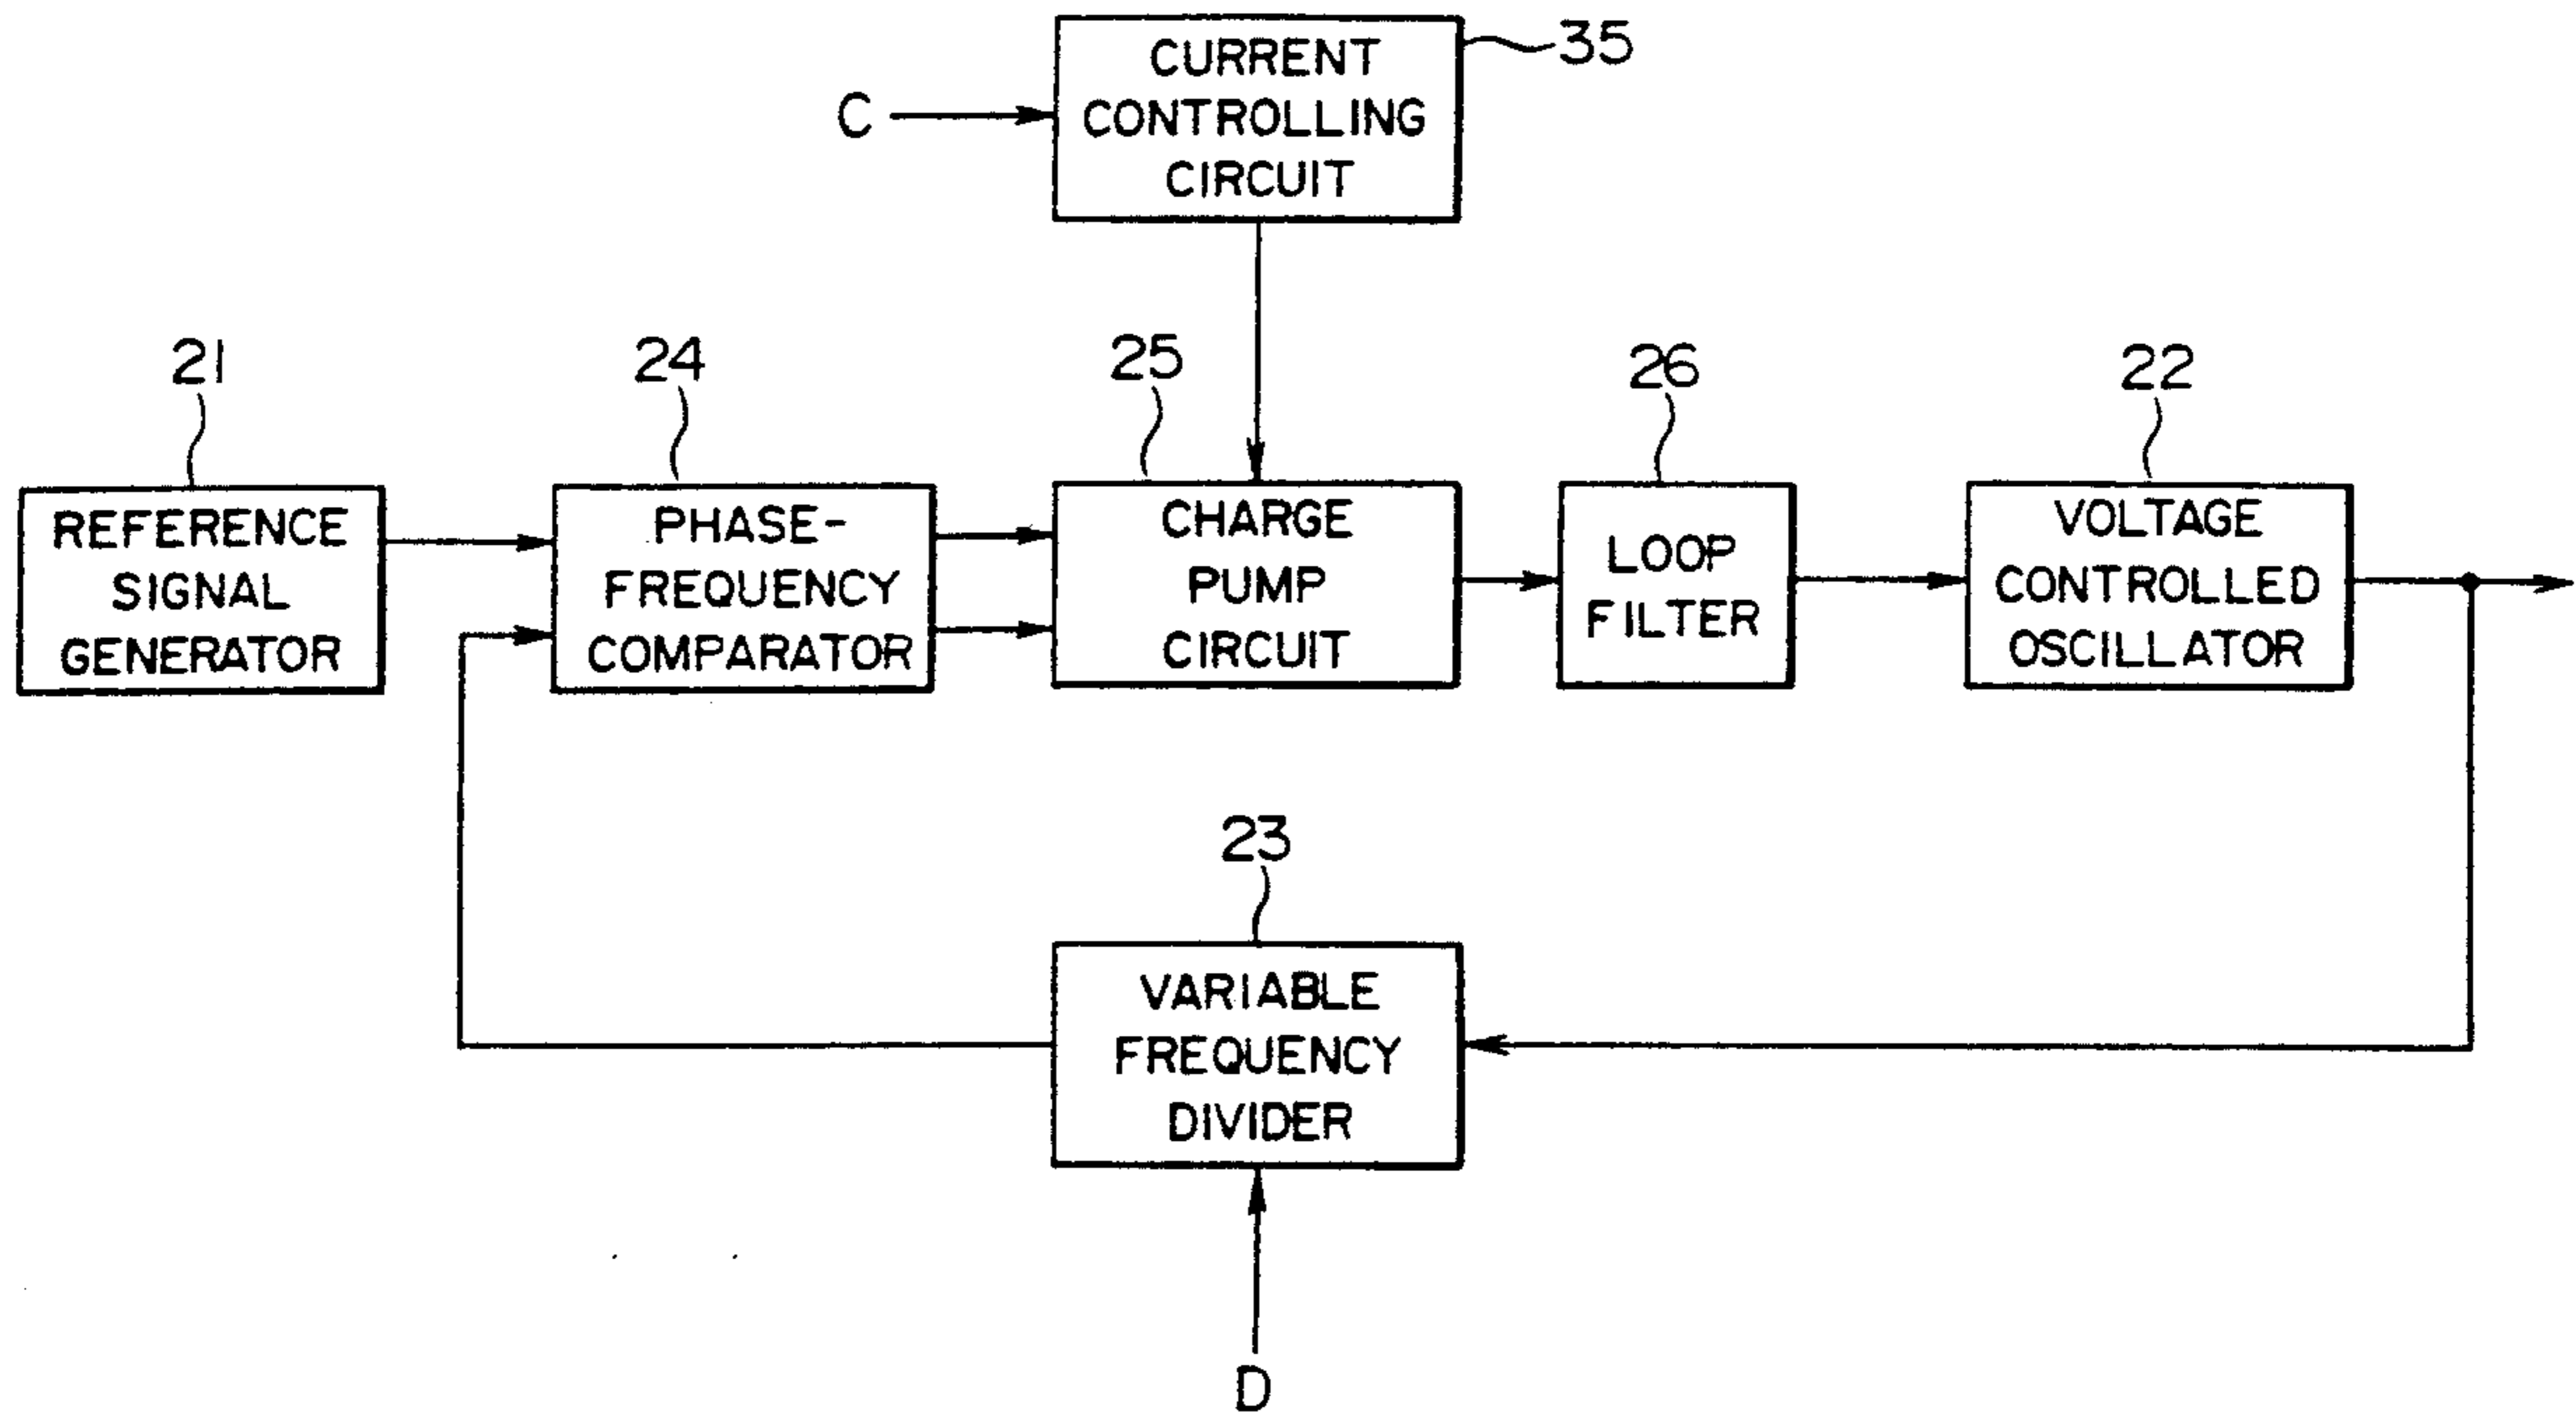 CURRENT
CONTROLLING
CIRCUIT
35
C
21
24
25
26
22
REFERENCE
SIGNAL
GENERATOR
PHASE-
FREQUENCY
COMPARATOR
CHARGE
PUMP
CIRCUIT
LOOP
FILTER
VOLTAGE
CONTROLLED
OSCILLATOR
23
VARIABLE
FREQUENCY
DIVIDER
D